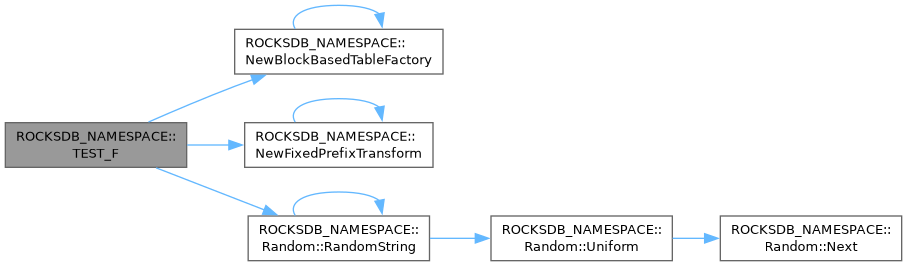 ROCKSDB_NAMESPACE::
NewBlockBasedTableFactory
ROCKSDB_NAMESPACE::
TEST_F
ROCKSDB_NAMESPACE::
NewFixedPrefixTransform
ROCKSDB_NAMESPACE::
Random::RandomString
ROCKSDB_NAMESPACE::
Random::Uniform
ROCKSDB_NAMESPACE::
Random::Next